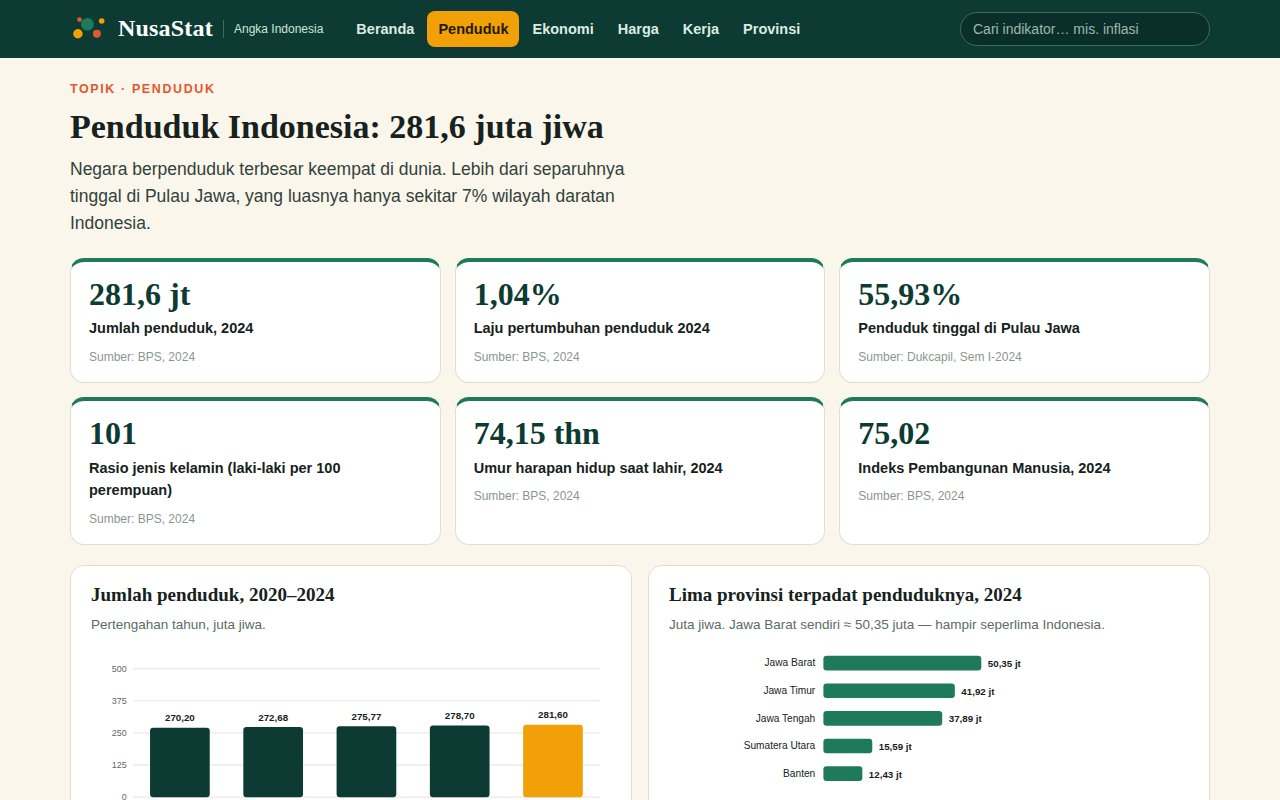 NusaStat
Angka Indonesia
Beranda
Penduduk
Ekonomi
Harga
Kerja
Provinsi
Cari indikator… mis. inflasi
TOPIK · PENDUDUK
Penduduk Indonesia: 281,6 juta jiwa
Negara berpenduduk terbesar keempat di dunia. Lebih dari separuhnya
tinggal di Pulau Jawa, yang luasnya hanya sekitar 7% wilayah daratan
Indonesia.
281,6 jt
Jumlah penduduk, 2024
Sumber: BPS, 2024
1,04%
Laju pertumbuhan penduduk 2024
Sumber: BPS, 2024
55,93%
Penduduk tinggal di Pulau Jawa
Sumber: Dukcapil, Sem I-2024
101
Rasio jenis kelamin (laki-laki per 100
perempuan)
Sumber: BPS, 2024
74,15 thn
Umur harapan hidup saat lahir, 2024
Sumber: BPS, 2024
75,02
Indeks Pembangunan Manusia, 2024
Sumber: BPS, 2024
Jumlah penduduk, 2020–2024
Pertengahan tahun, juta jiwa.
500
375
250
125
0
270,20
272,68
275,77
278,70
281,60
Lima provinsi terpadat penduduknya, 2024
Juta jiwa. Jawa Barat sendiri ≈ 50,35 juta — hampir seperlima Indonesia.
Jawa Barat 50,35 jt
Jawa Timur 41,92 jt
Jawa Tengah 37,89 jt
Sumatera Utara 15,59 jt
Banten 12,43 jt